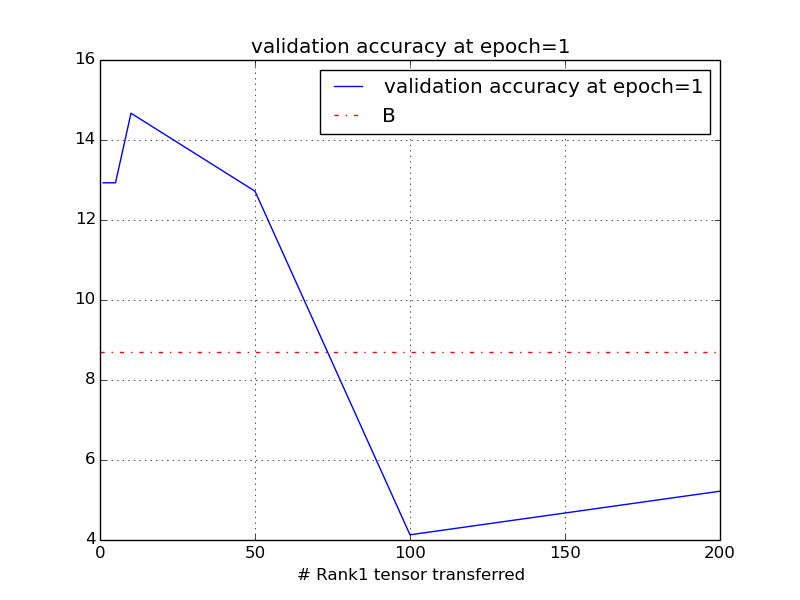 validation accuracy at epoch=1
validation accuracy at epoch=1
B
16
14
12
10
8
6
4
0 50 100 150 200
# Rank1 tensor transferred